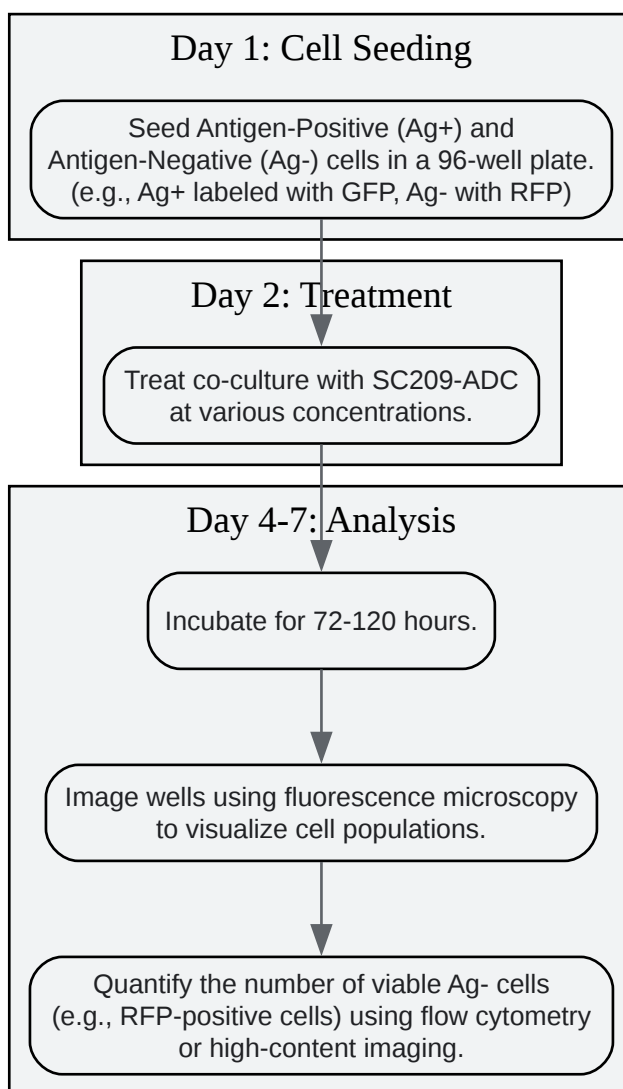 Day 1: Cell Seeding
Seed Antigen-Positive (Ag+) and
Antigen-Negative (Ag-) cells in a 96-well plate.
(e.g., Ag+ labeled with GFP, Ag- with RFP)
Day 2: Treatment
Treat co-culture with SC209-ADC
at various concentrations.
Day 4-7: Analysis
Incubate for 72-120 hours.
Image wells using fluorescence microscopy
to visualize cell populations.
Quantify the number of viable Ag- cells
(e.g., RFP-positive cells) using flow cytometry
or high-content imaging.